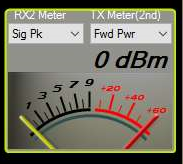 RX2 Meter TX Meter(2nd)
Sig Pk Fwd Pwr
0 dBm
1 3 5 7 9 +20 +40 +60